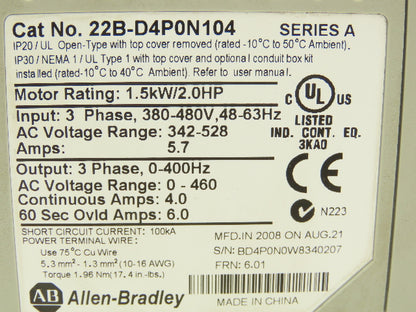 Cat No. 22B-D4P0N104 SERIES A
IP20 / UL Open-Type with top cover removed (rated -10°C to 50°C Ambient).
IP30 / NEMA 1 / UL Type 1 with top cover and optional conduit box kit
installed (rated-10°C to 40°C Ambient). Refer to user manual.
Motor Rating: 1.5kW/2.0HP
Input: 3 Phase, 380-480V,48-63Hz
AC Voltage Range: 342-528
Amps: 5.7
C UL US
LISTED
IND. CONT. EQ.
3KA0
Output: 3 Phase, 0-400Hz
AC Voltage Range: 0 - 460
Continuous Amps: 4.0
60 Sec Ovld Amps: 6.0
CE
N223
SHORT CIRCUIT CURRENT: 100kA
POWER TERMINAL WIRE:
Use 75°C Cu Wire
5.3 mm² - 1.3 mm² (10-16 AWG)
Torque 1.96 Nm(17.4 in.-lbs.)
MFD.IN 2008 ON AUG.21
S/N: BD4P0N0W8340207
FRN: 6.01
AB Allen-Bradley
MADE IN CHINA